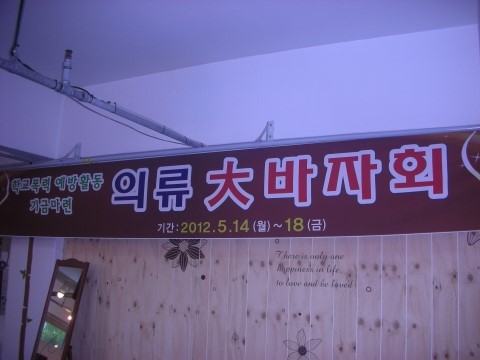 학교폭력 예방활동
기금마련
의류 大바자회
기간: 2012.5.14(월)~18(금)
There is only one
happiness in life,
to love and be loved